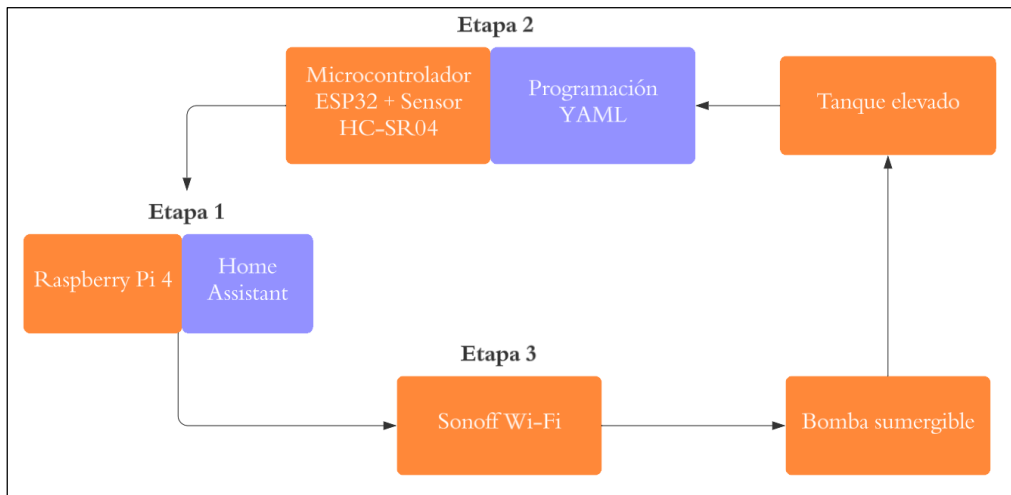 Etapa 2
Microcontrolador
ESP32 + Sensor
HC-SR04
Programación
YAML
Tanque elevado
Etapa 1
Raspberry Pi 4
Home
Assistant
Etapa 3
Sonoff Wi-Fi
Bomba sumergible